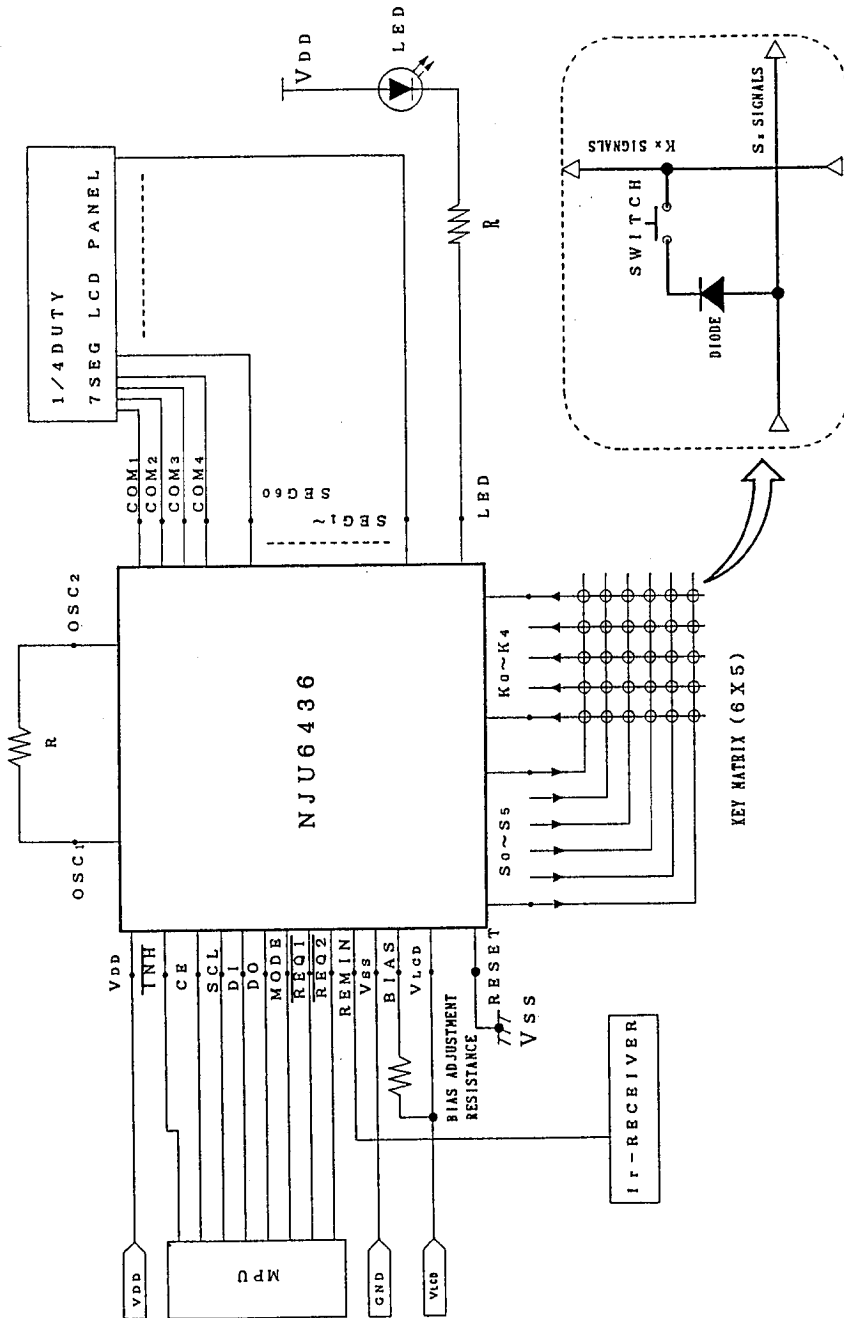 VDD
LED
1/4DUTY
7SEG LCD PANEL
R
COM1
COM2
COM3
COM4
SEG60
SEG1~
LED
OSC2
R
OSC1
NJU6436
K0~K4
S0~S5
KEY MATRIX (6X5)
SWITCH
DIODE
Kx SIGNALS
Sx SIGNALS
VDD
INH
CE
SCL
DI
DO
MODE
REQ1
REQ2
REMIN
VSS
BIAS
VLCD
RESET
VSS
BIAS ADJUSTMENT
RESISTANCE
Ir-RECEIVER
VDD
MPU
GND
VLCD